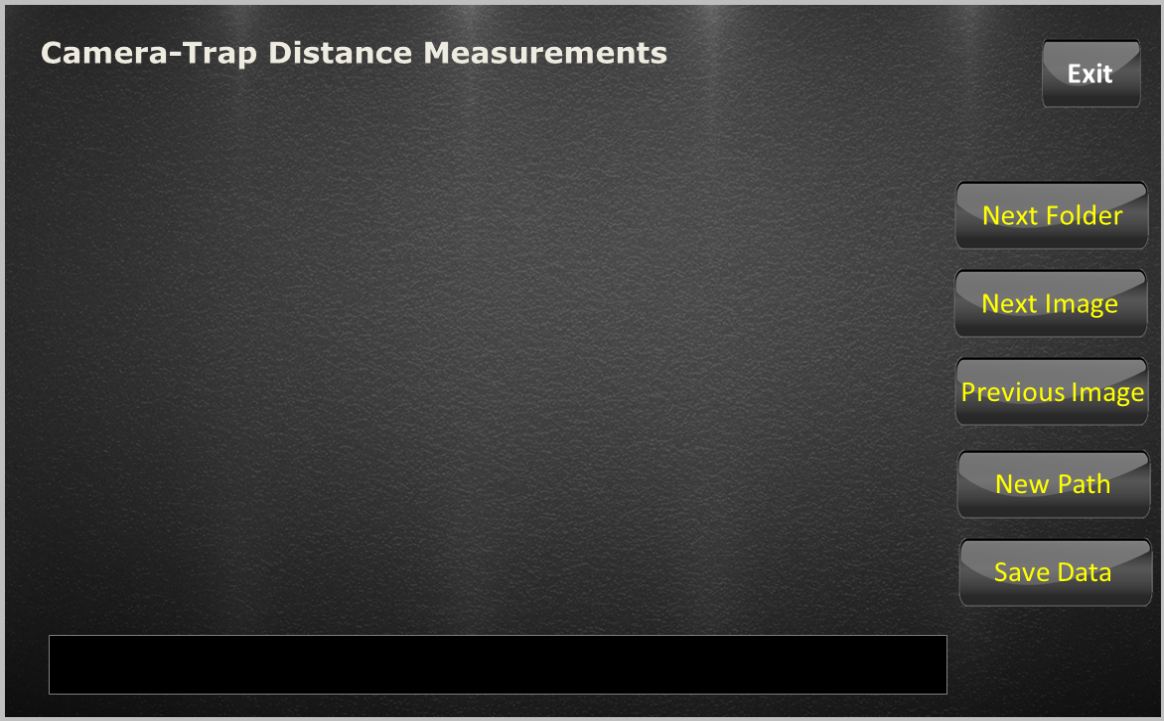 Camera-Trap Distance Measurements
Exit
Next Folder
Next Image
Previous Image
New Path
Save Data